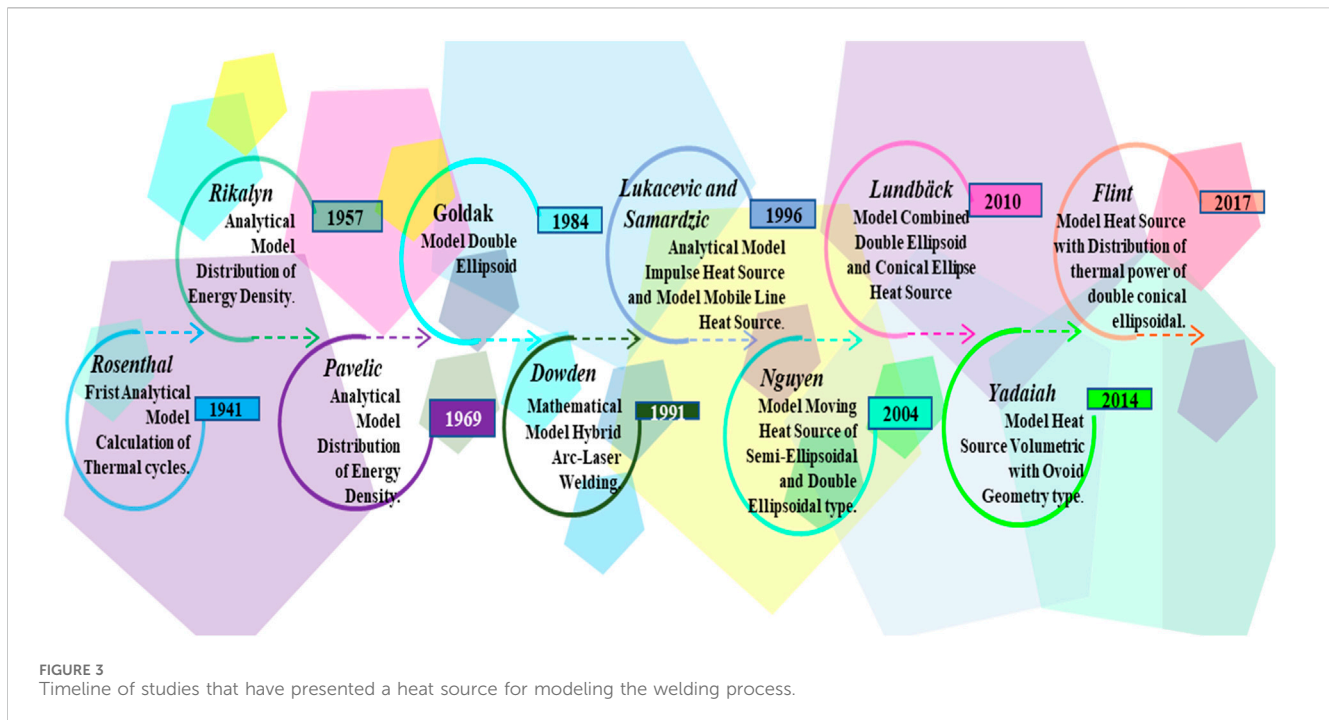 Rosenthal
Frist Analytical
Model
Calculation of
Thermal cycles.
1941
Rikalyn
Analytical
Model
Distribution of
Energy Density.
1957
Pavelic
Analytical
Model
Distribution
of Energy
Density.
1969
Goldak
Model Double
Ellipsoid
1984
Dowden
Mathematical
Model Hybrid
Arc-Laser
Welding.
1991
Lukacevic and
Samardzic
Analytical Model
Impulse Heat Source
and Model Mobile Line
Heat Source.
1996
Nguyen
Model Moving
Heat Source of
Semi-Ellipsoidal
and Double
Ellipsoidal type.
2004
Lundbäck
Model Combined
Double Ellipsoid
and Conical Ellipse
Heat Source
2010
Yadaiah
Model Heat
Source Volumetric
with Ovoid
Geometry type.
2014
Flint
Model Heat Source
with Distribution of
thermal power of
double conical
ellipsoidal.
2017
FIGURE 3
Timeline of studies that have presented a heat source for modeling the welding process.